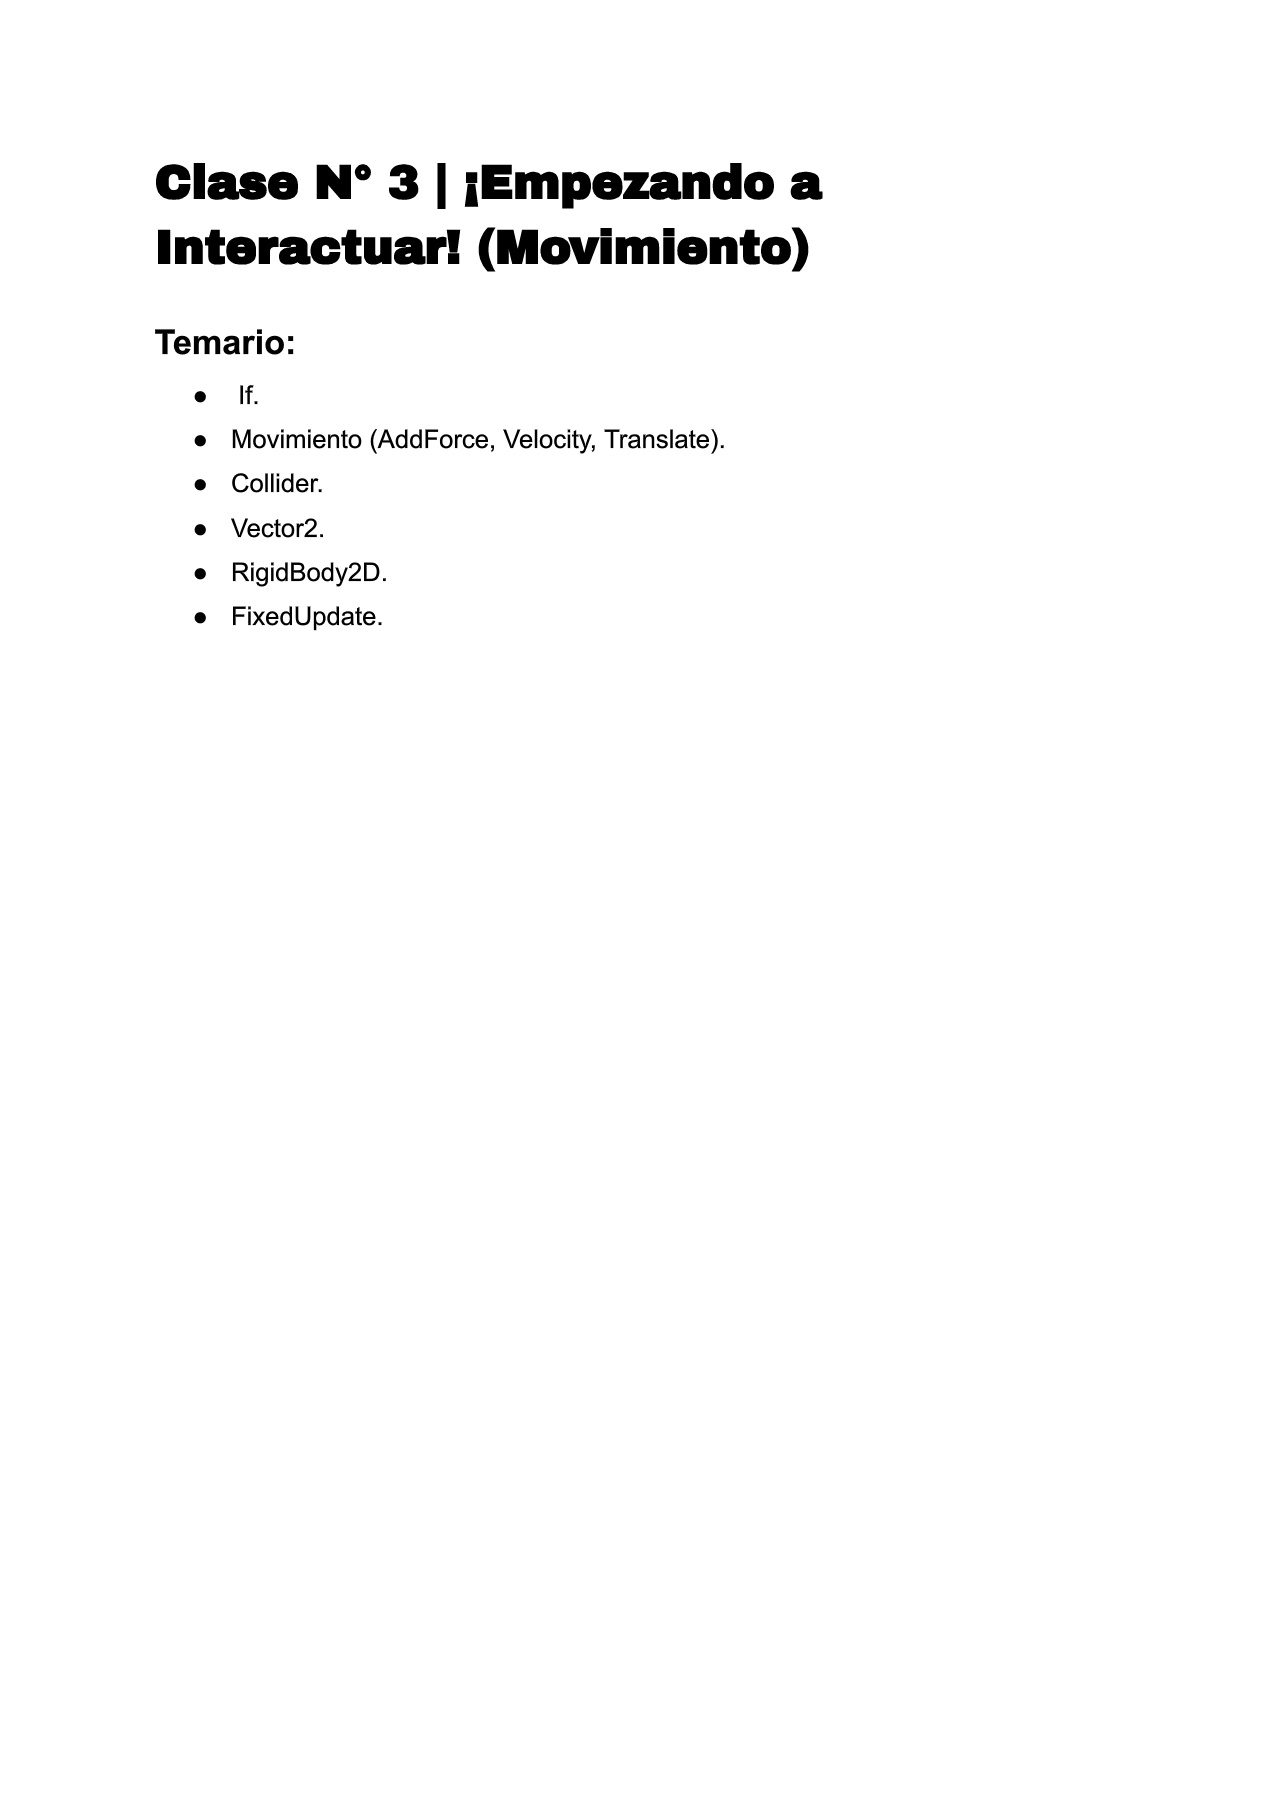 Clase N° 3 | ¡Empezando a
Interactuar! (Movimiento)
Temario:
● If.
● Movimiento (AddForce, Velocity, Translate).
● Collider.
● Vector2.
● RigidBody2D.
● FixedUpdate.